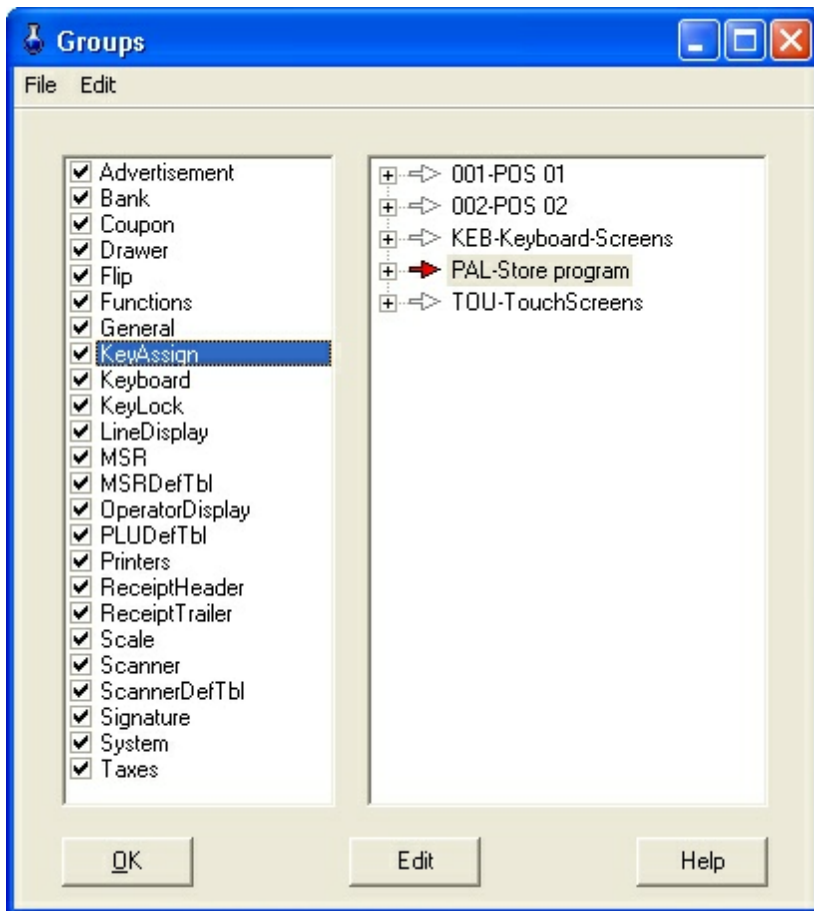 Groups
File Edit
Advertisement
Bank
Coupon
Drawer
Flip
Functions
General
KeyAssign
Keyboard
KeyLock
LineDisplay
MSR
MSRDefTbl
OperatorDisplay
PLUDefTbl
Printers
ReceiptHeader
ReceiptTrailer
Scale
Scanner
ScannerDefTbl
Signature
System
Taxes
001-POS 01
002-POS 02
KEB-Keyboard-Screens
PAL-Store program
TOU-TouchScreens
OK Edit Help